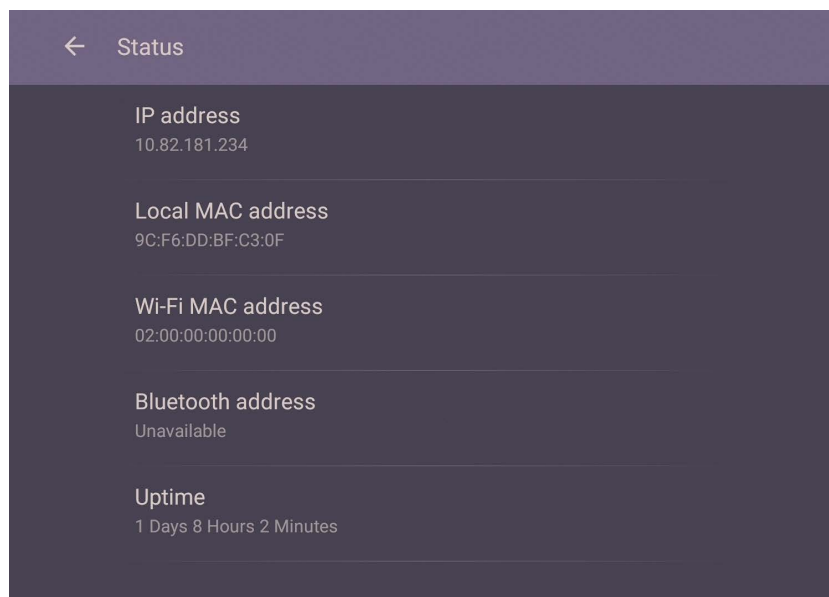 Status
IP address
10.82.181.234
Local MAC address
9C:F6:DD:BF:C3:0F
Wi-Fi MAC address
02:00:00:00:00:00
Bluetooth address
Unavailable
Uptime
1 Days 8 Hours 2 Minutes